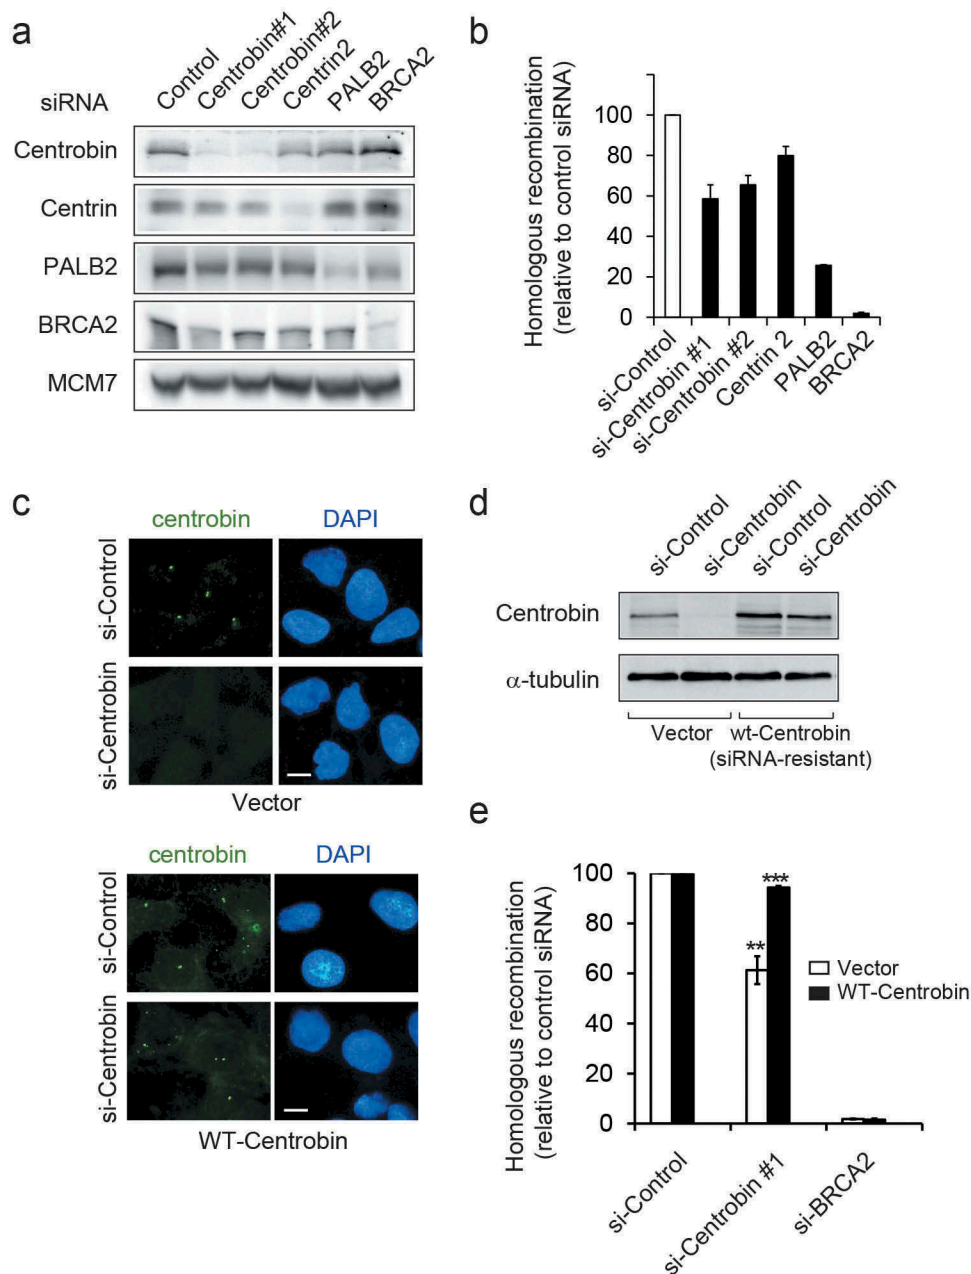 a
siRNA
Control
Centrobin#1
Centrobin#2
Centrin2
PALB2
BRCA2
Centrobin
Centrin
PALB2
BRCA2
MCM7
b
Homologous recombination
(relative to control siRNA)
100
80
60
40
20
0
si-Control
si-Centrobin #1
si-Centrobin #2
Centrin 2
PALB2
BRCA2
c
centrobin
DAPI
si-Control
si-Centrobin
Vector
centrobin
DAPI
si-Control
si-Centrobin
WT-Centrobin
d
si-Control
si-Centrobin
si-Control
si-Centrobin
Centrobin
α-tubulin
Vector
wt-Centrobin
(siRNA-resistant)
e
Homologous recombination
(relative to control siRNA)
100
80
60
40
20
0
**
***
Vector
WT-Centrobin
si-Control
si-Centrobin #1
si-BRCA2